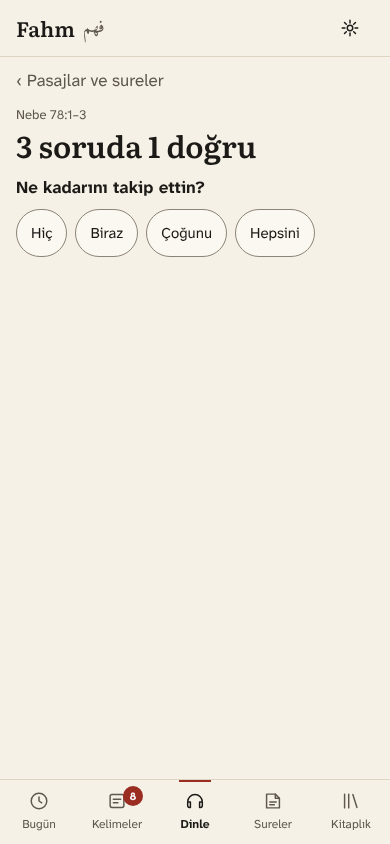 Fahm فهم
‹ Pasajlar ve sureler
Nebe 78:1–3
3 soruda 1 doğru
Ne kadarını takip ettin?
Hiç Biraz Çoğunu Hepsini
8
Bugün Kelimeler Dinle Sureler Kitaplık